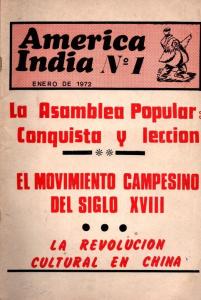 America
India Nº 1
ENERO DE 1972
La Asamblea Popular:
Conquista y leccion
EL MOVIMIENTO CAMPESINO
DEL SIGLO XVIII
LA REVOLUCION
CULTURAL EN CHINA